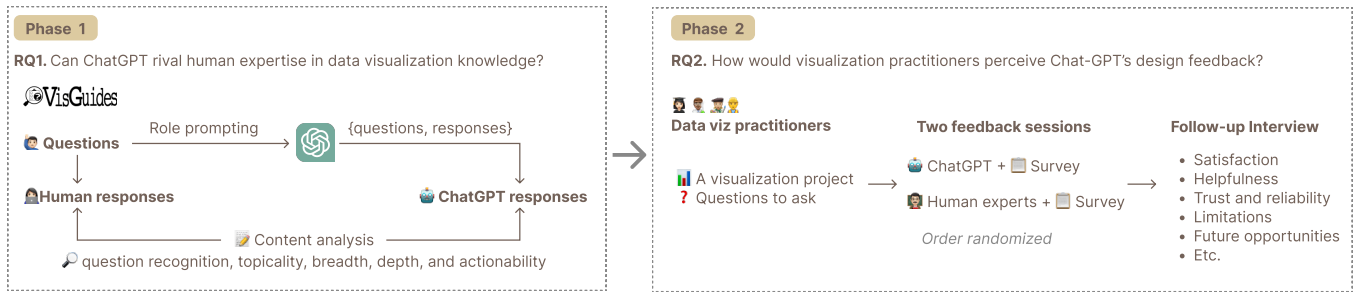 Phase 1
RQ1. Can ChatGPT rival human expertise in data visualization knowledge?
VisGuides
Role prompting
{questions, responses}
Questions
Human responses
ChatGPT responses
Content analysis
question recognition, topicality, breadth, depth, and actionability
Phase 2
RQ2. How would visualization practitioners perceive Chat-GPT's design feedback?
Data viz practitioners
A visualization project
Questions to ask
Two feedback sessions
ChatGPT + Survey
Human experts + Survey
Order randomized
Follow-up Interview
• Satisfaction
• Helpfulness
• Trust and reliability
• Limitations
• Future opportunities
• Etc.